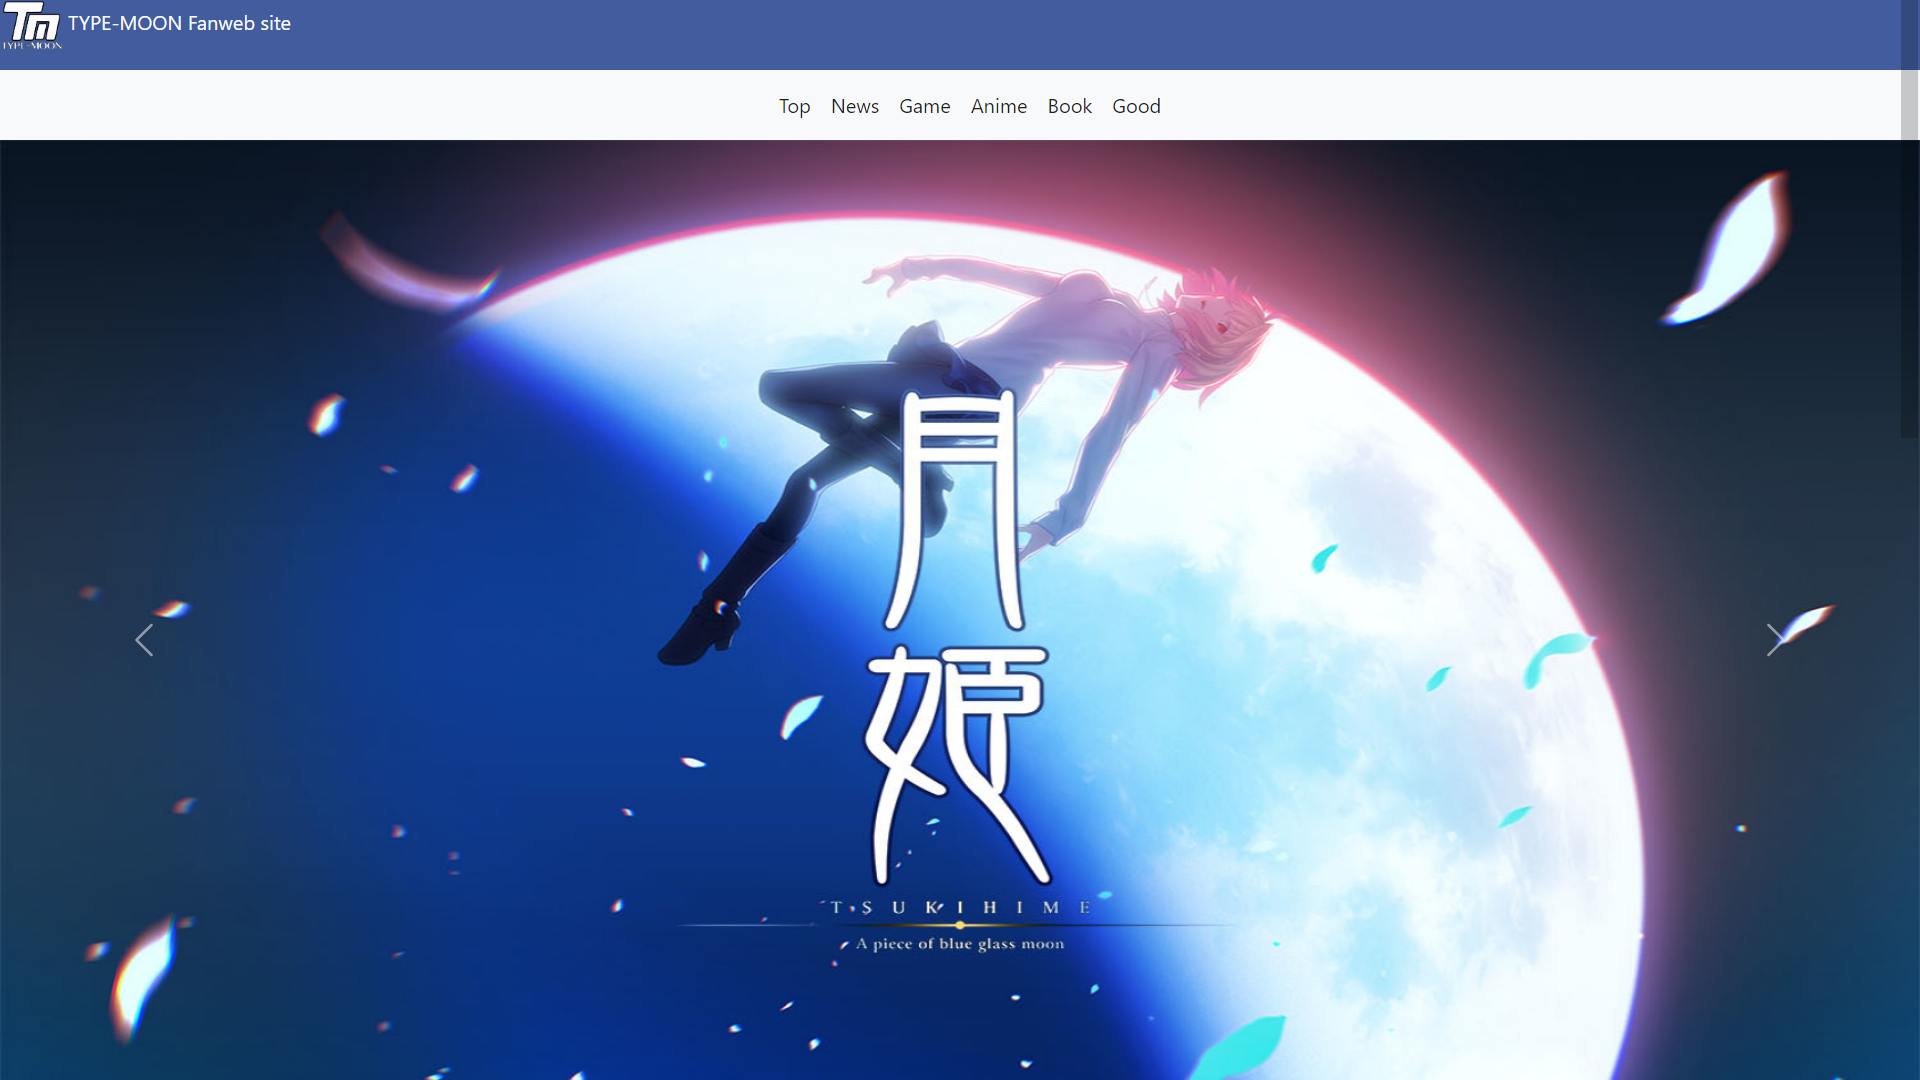 Tm
TYPE-MOON
TYPE-MOON Fanweb site
Top News Game Anime Book Good
月
姫
TSUKIHIME
A piece of blue glass moon